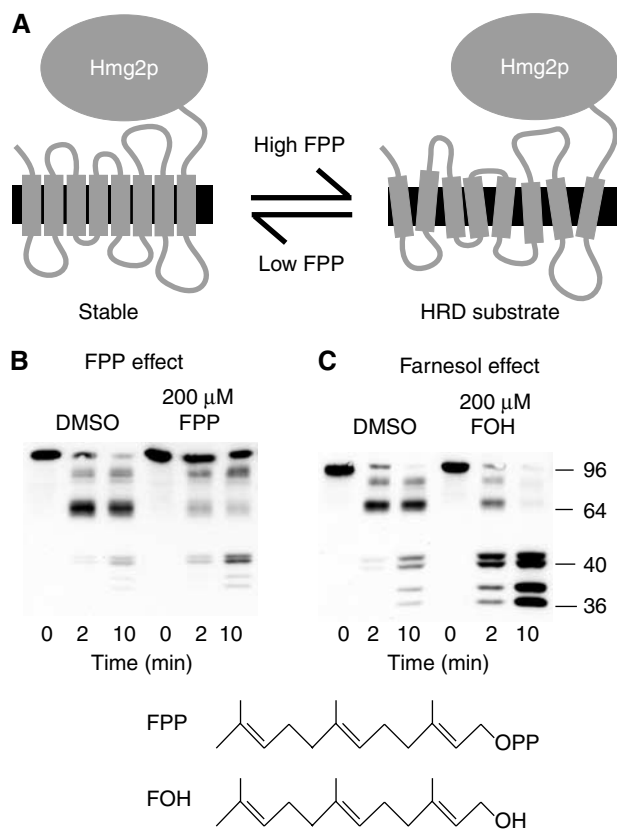 A
Hmg2p
Hmg2p
High FPP
Low FPP
Stable
HRD substrate
B FPP effect
DMSO 200 μM FPP
0 2 10 0 2 10
Time (min)
C Farnesol effect
DMSO 200 μM FOH
96
64
40
36
0 2 10 0 2 10
Time (min)
FPP
OPP
FOH
OH